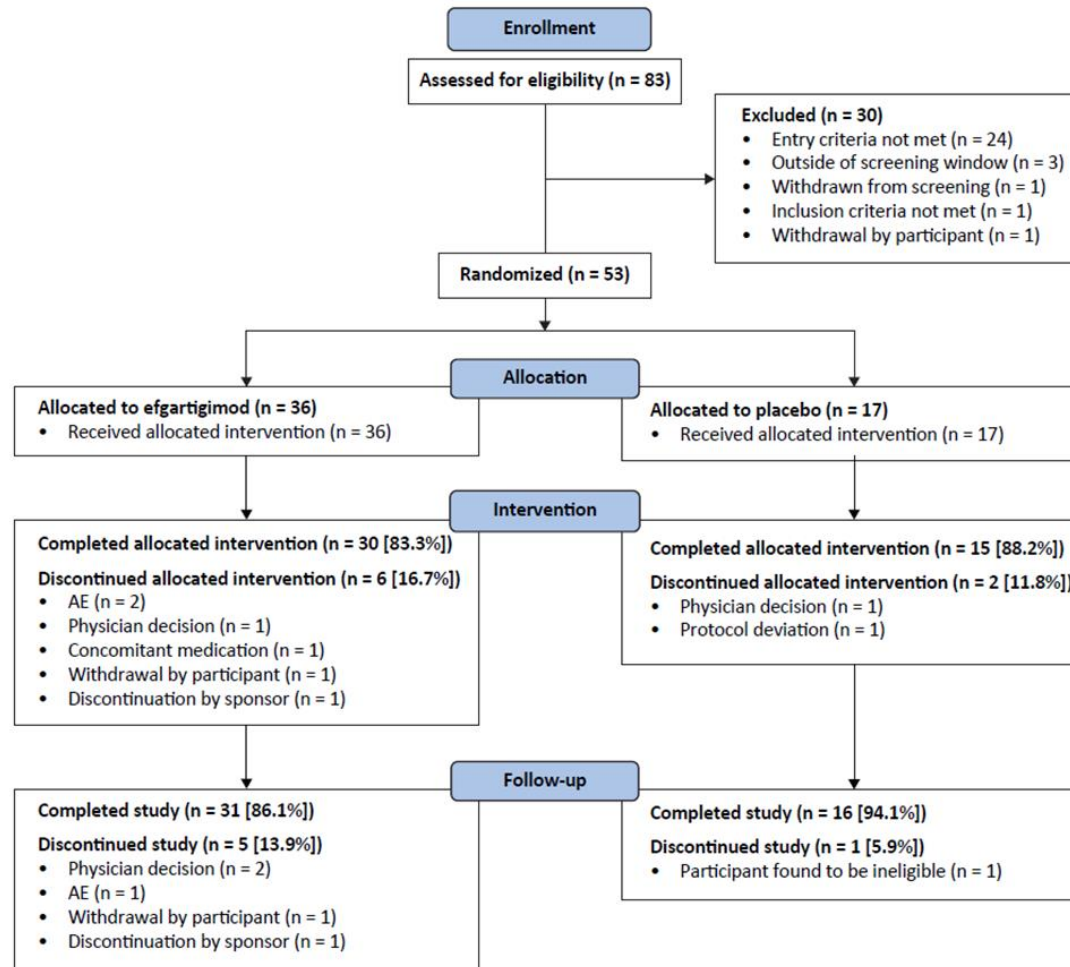 Enrollment
Assessed for eligibility (n = 83)
Excluded (n = 30)
• Entry criteria not met (n = 24)
• Outside of screening window (n = 3)
• Withdrawn from screening (n = 1)
• Inclusion criteria not met (n = 1)
• Withdrawal by participant (n = 1)
Randomized (n = 53)
Allocation
Allocated to efgartigimod (n = 36)
• Received allocated intervention (n = 36)
Allocated to placebo (n = 17)
• Received allocated intervention (n = 17)
Intervention
Completed allocated intervention (n = 30 [83.3%])
Discontinued allocated intervention (n = 6 [16.7%])
• AE (n = 2)
• Physician decision (n = 1)
• Concomitant medication (n = 1)
• Withdrawal by participant (n = 1)
• Discontinuation by sponsor (n = 1)
Completed allocated intervention (n = 15 [88.2%])
Discontinued allocated intervention (n = 2 [11.8%])
• Physician decision (n = 1)
• Protocol deviation (n = 1)
Follow-up
Completed study (n = 31 [86.1%])
Discontinued study (n = 5 [13.9%])
• Physician decision (n = 2)
• AE (n = 1)
• Withdrawal by participant (n = 1)
• Discontinuation by sponsor (n = 1)
Completed study (n = 16 [94.1%])
Discontinued study (n = 1 [5.9%])
• Participant found to be ineligible (n = 1)